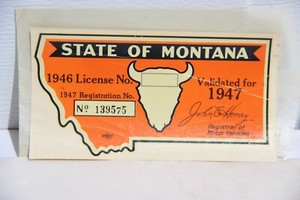 STATE OF MONTANA
1946 License No.
Validated for
1947 Registration No.
1947
No 139575
Registrar of
Motor Vehicles